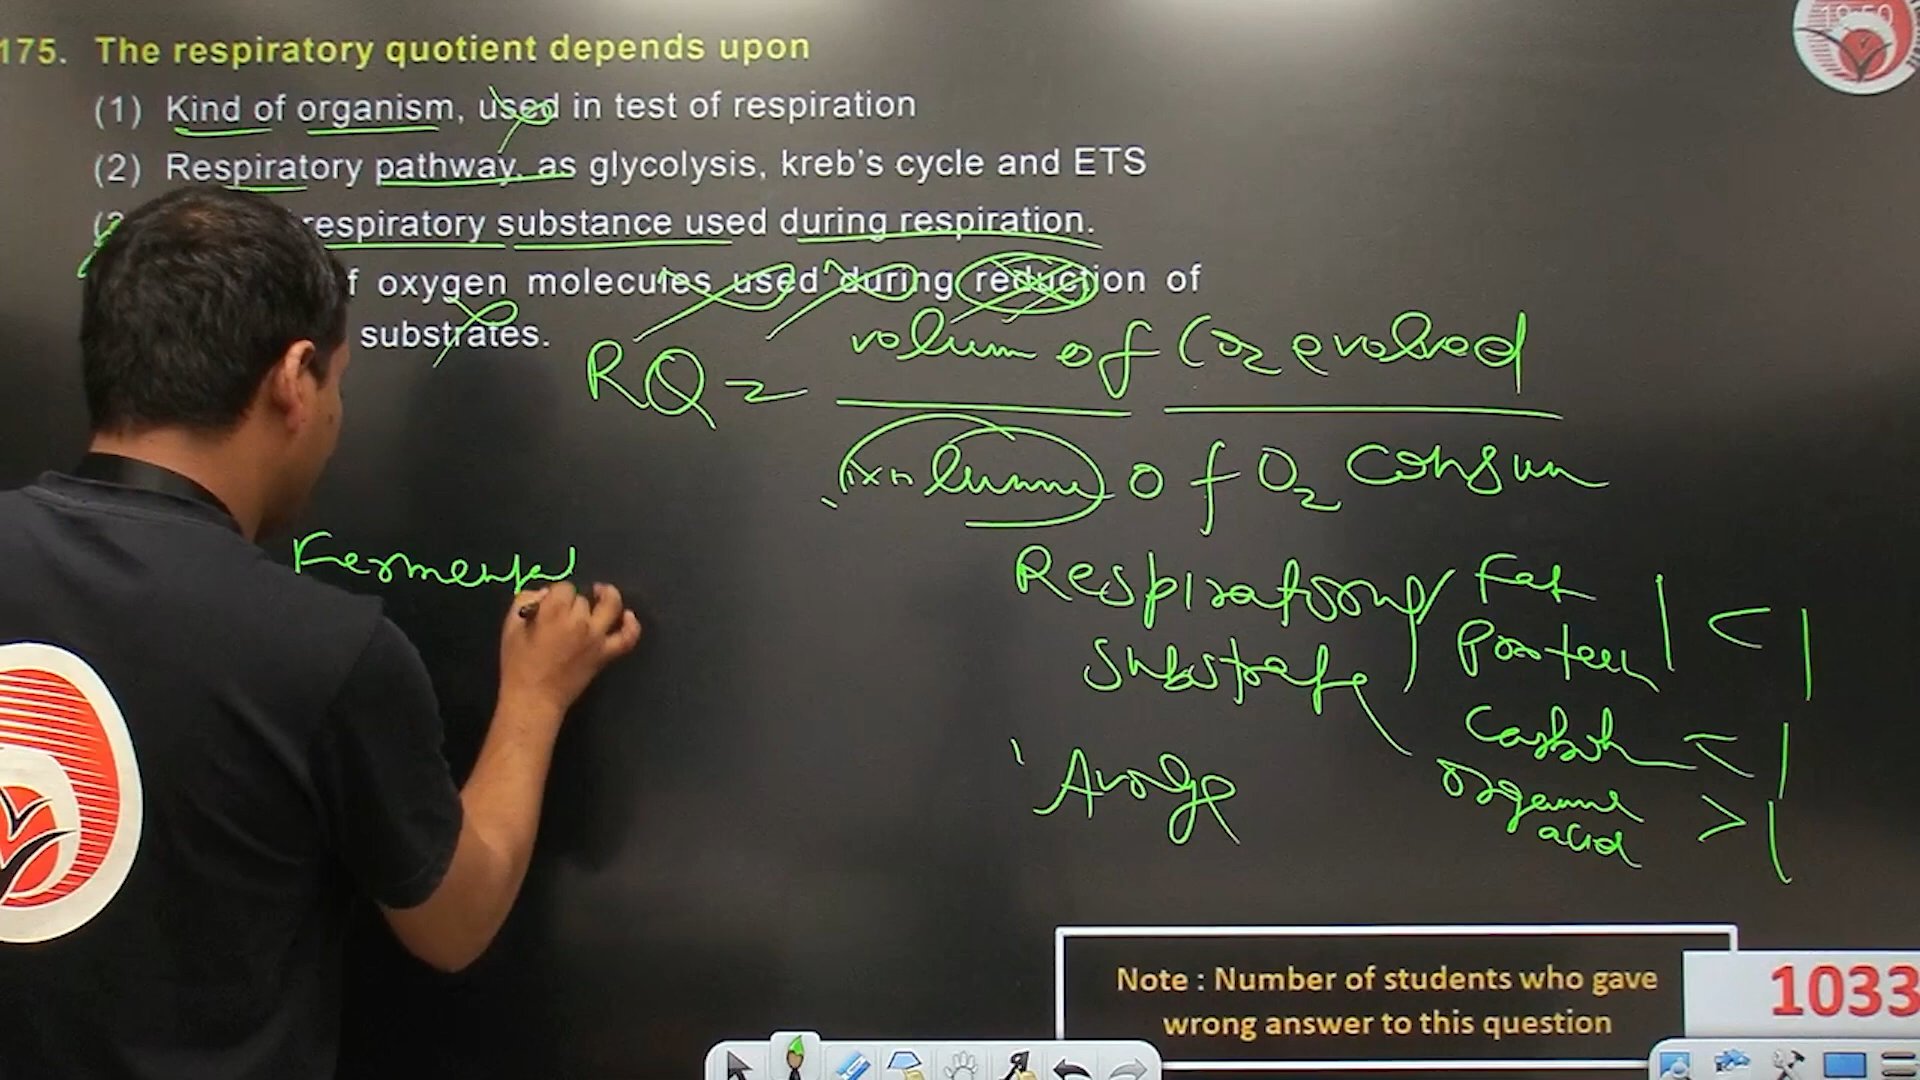 175. The respiratory quotient depends upon
(1) Kind of organism, used in test of respiration
(2) Respiratory pathway, as glycolysis, kreb's cycle and ETS
respiratory substance used during respiration.
f oxygen molecules used during reduction of
substrates.
RQ = volum of CO2 evolved
of O2 Consum
Fermenta
Respiratory Substrate
Fat
Protein < 1
Carboh = 1
organic acid > 1
Note : Number of students who gave
wrong answer to this question
1033